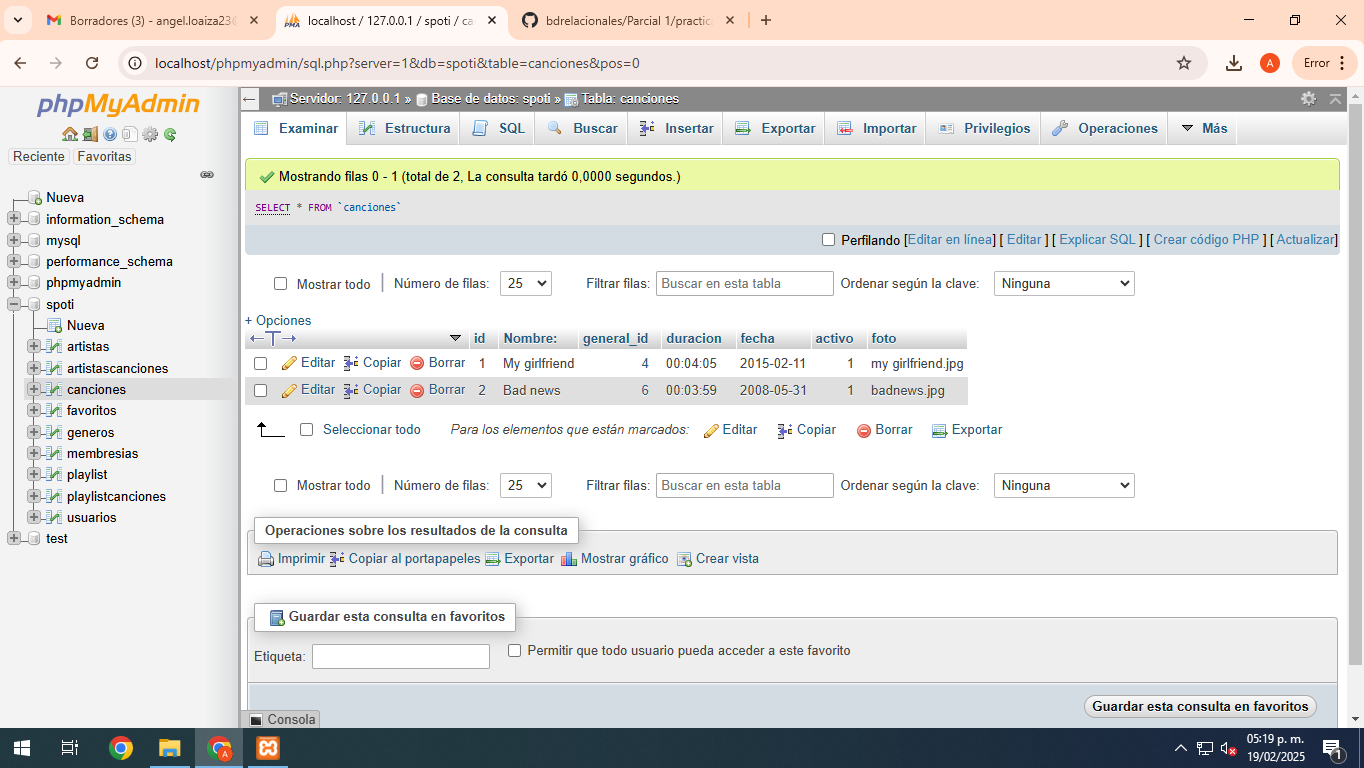 Borradores (3) - angel.loaiza23@
localhost / 127.0.0.1 / spoti / ca
bdrelacionales/Parcial 1/practic
localhost/phpmyadmin/sql.php?server=1&db=spoti&table=canciones&pos=0
A
Error
phpMyAdmin
Reciente
Favoritas
Nueva
information_schema
mysql
performance_schema
phpmyadmin
spoti
Nueva
artistas
artistascanciones
canciones
favoritos
generos
membresias
playlist
playlistcanciones
usuarios
test
Servidor: 127.0.0.1 » Base de datos: spoti » Tabla: canciones
Examinar Estructura SQL Buscar Insertar Exportar Importar Privilegios Operaciones Más
Mostrando filas 0 - 1 (total de 2, La consulta tardó 0,0000 segundos.)
SELECT * FROM `canciones`
Perfilando [Editar en línea] [ Editar ] [ Explicar SQL ] [ Crear código PHP ] [ Actualizar]
Mostrar todo Número de filas: 25 Filtrar filas: Buscar en esta tabla Ordenar según la clave: Ninguna
+ Opciones
id Nombre: general_id duracion fecha activo foto
Editar Copiar Borrar 1 My girlfriend 4 00:04:05 2015-02-11 1 my girlfriend.jpg
Editar Copiar Borrar 2 Bad news 6 00:03:59 2008-05-31 1 badnews.jpg
Seleccionar todo Para los elementos que están marcados: Editar Copiar Borrar Exportar
Mostrar todo Número de filas: 25 Filtrar filas: Buscar en esta tabla Ordenar según la clave: Ninguna
Operaciones sobre los resultados de la consulta
Imprimir Copiar al portapapeles Exportar Mostrar gráfico Crear vista
Guardar esta consulta en favoritos
Etiqueta: Permitir que todo usuario pueda acceder a este favorito
Guardar esta consulta en favoritos
Consola
05:19 p. m.
19/02/2025
1